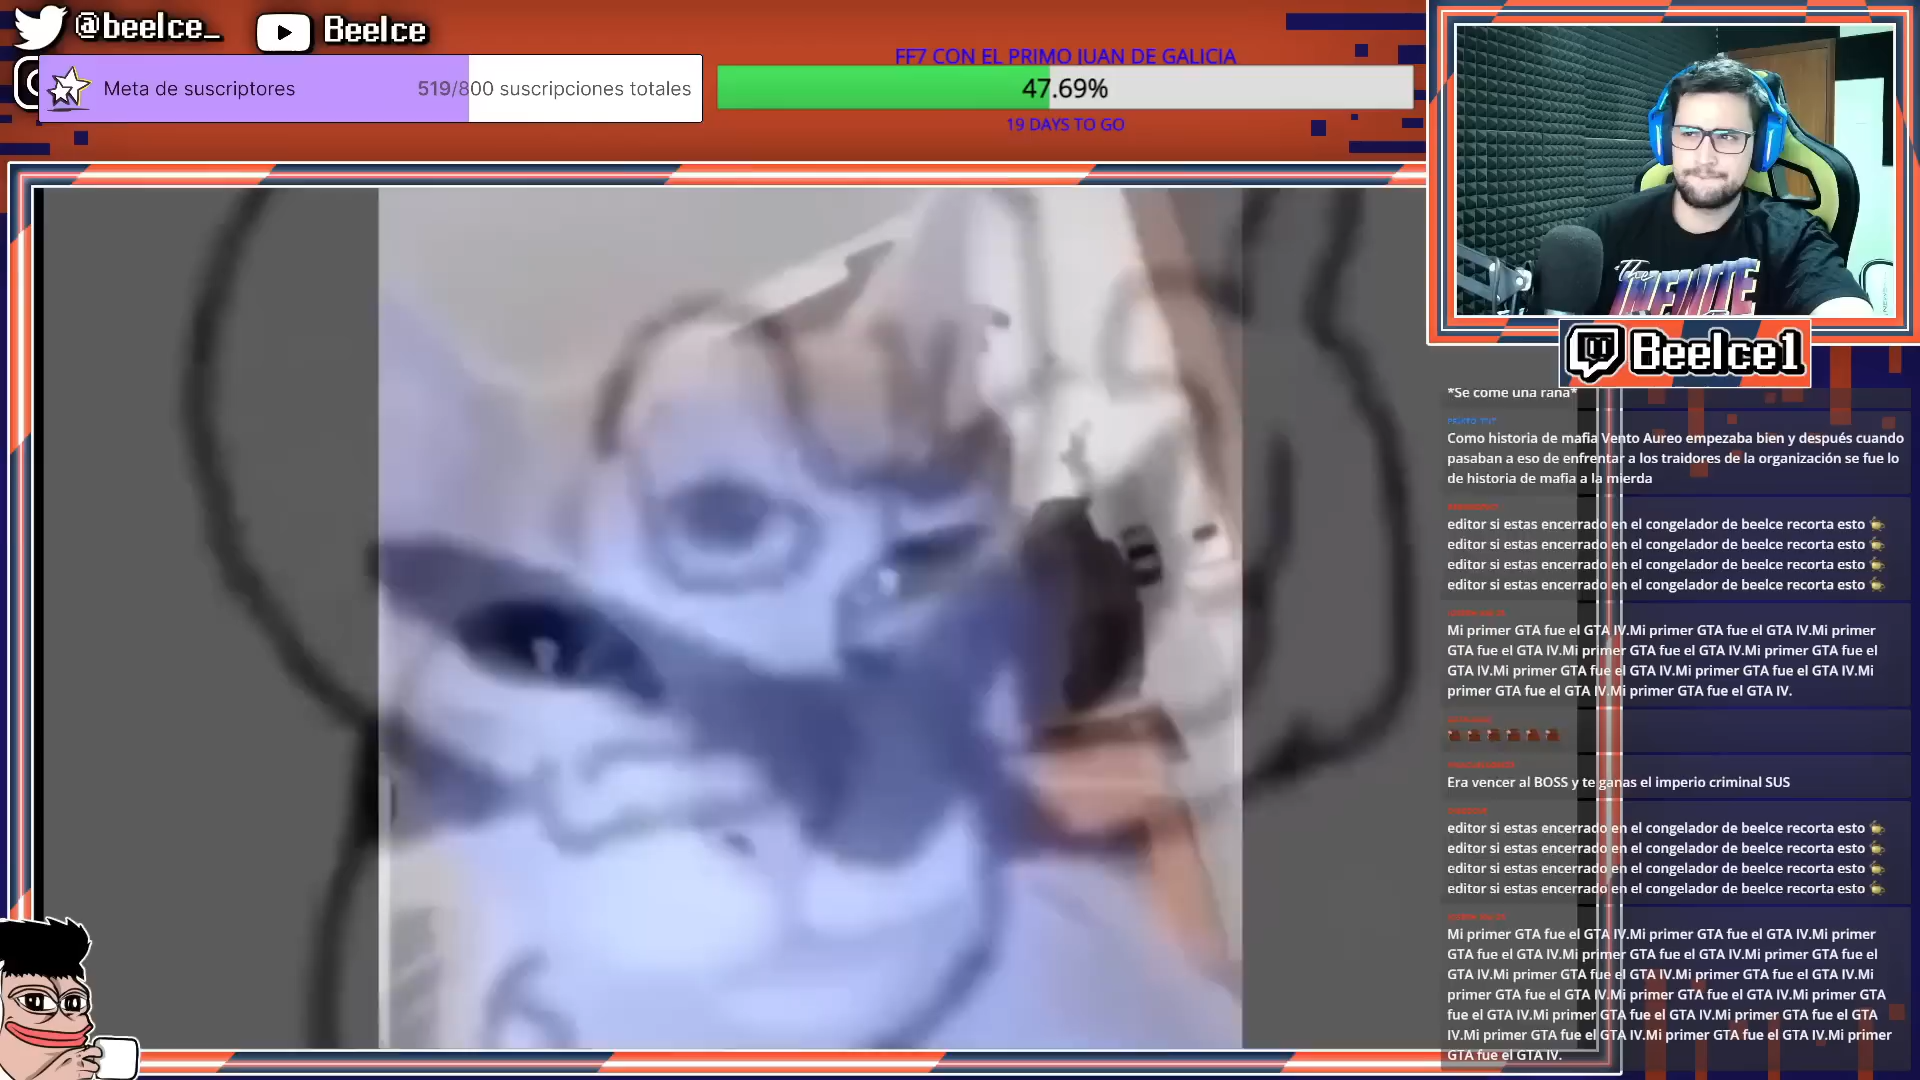 @beelce_
Beelce
Meta de suscriptores
519/800 suscripciones totales
FF7 CON EL PRIMO JUAN DE GALICIA
47.69%
19 DAYS TO GO
The
INFINITE
Beelce1
*Se come una rana*
Como historia de mafia Vento Aureo empezaba bien y después cuando
pasaban a eso de enfrentar a los traidores de la organización se fue lo
de historia de mafia a la mierda
editor si estas encerrado en el congelador de beelce recorta esto
editor si estas encerrado en el congelador de beelce recorta esto
editor si estas encerrado en el congelador de beelce recorta esto
editor si estas encerrado en el congelador de beelce recorta esto
Mi primer GTA fue el GTA IV.Mi primer GTA fue el GTA IV.Mi primer
GTA fue el GTA IV.Mi primer GTA fue el GTA IV.Mi primer GTA fue el
GTA IV.Mi primer GTA fue el GTA IV.Mi primer GTA fue el GTA IV.Mi
primer GTA fue el GTA IV.Mi primer GTA fue el GTA IV.
Era vencer al BOSS y te ganas el imperio criminal SUS
editor si estas encerrado en el congelador de beelce recorta esto
editor si estas encerrado en el congelador de beelce recorta esto
editor si estas encerrado en el congelador de beelce recorta esto
editor si estas encerrado en el congelador de beelce recorta esto
Mi primer GTA fue el GTA IV.Mi primer GTA fue el GTA IV.Mi primer
GTA fue el GTA IV.Mi primer GTA fue el GTA IV.Mi primer GTA fue el
GTA IV.Mi primer GTA fue el GTA IV.Mi primer GTA fue el GTA IV.Mi
primer GTA fue el GTA IV.Mi primer GTA fue el GTA IV.Mi primer GTA
fue el GTA IV.Mi primer GTA fue el GTA IV.Mi primer GTA fue el GTA
IV.Mi primer GTA fue el GTA IV.Mi primer GTA fue el GTA IV.Mi primer
GTA fue el GTA IV.